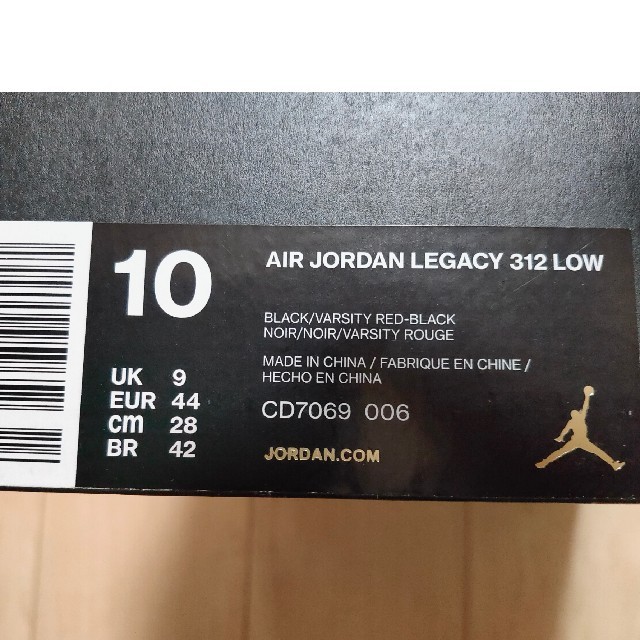 10
UK 9
EUR 44
cm 28
BR 42
AIR JORDAN LEGACY 312 LOW
BLACK/VARSITY RED-BLACK
NOIR/NOIR/VARSITY ROUGE
MADE IN CHINA / FABRIQUE EN CHINE /
HECHO EN CHINA
CD7069 006
JORDAN.COM